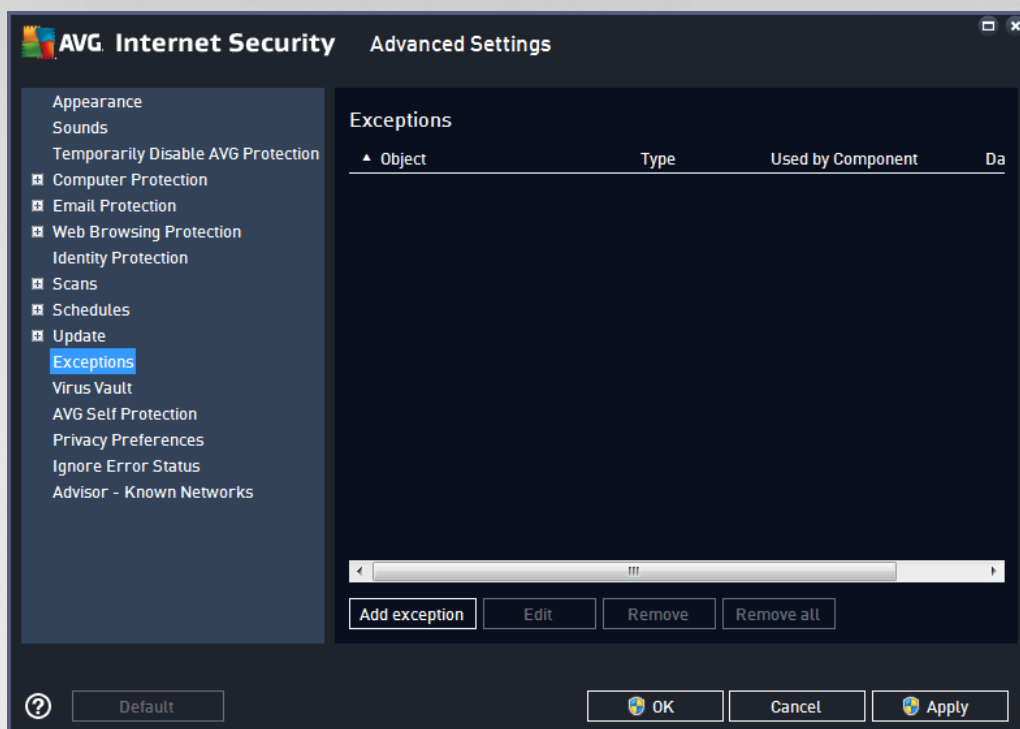 AVG. Internet Security Advanced Settings
Appearance
Sounds
Temporarily Disable AVG Protection
Computer Protection
Email Protection
Web Browsing Protection
Identity Protection
Scans
Schedules
Update
Exceptions
Virus Vault
AVG Self Protection
Privacy Preferences
Ignore Error Status
Advisor - Known Networks
Exceptions
Object Type Used by Component Da
Add exception Edit Remove Remove all
Default OK Cancel Apply